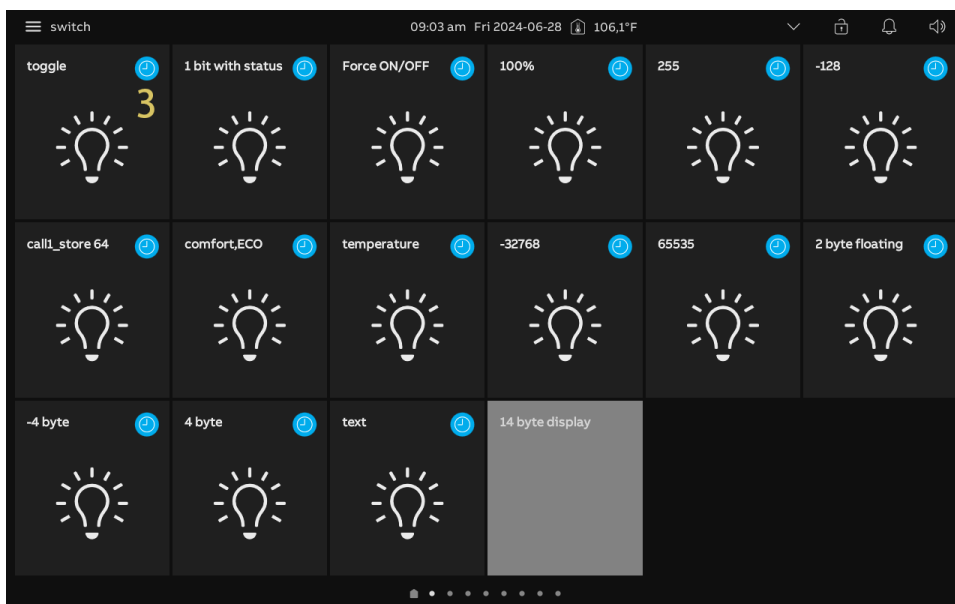 switch 09:03 am Fri 2024-06-28 106,1°F
toggle 1 bit with status Force ON/OFF 100% 255 -128
3
call1_store 64 comfort,ECO temperature -32768 65535 2 byte floating
-4 byte 4 byte text 14 byte display